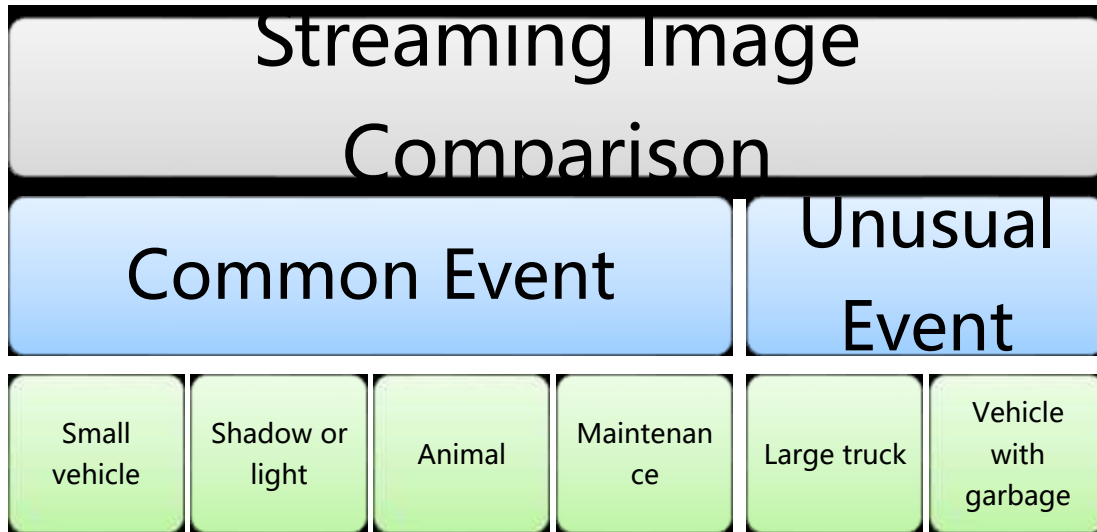 Streaming Image
Comparison
Common Event
Unusual
Event
Small
vehicle
Shadow or
light
Animal
Maintenan
ce
Large truck
Vehicle
with
garbage